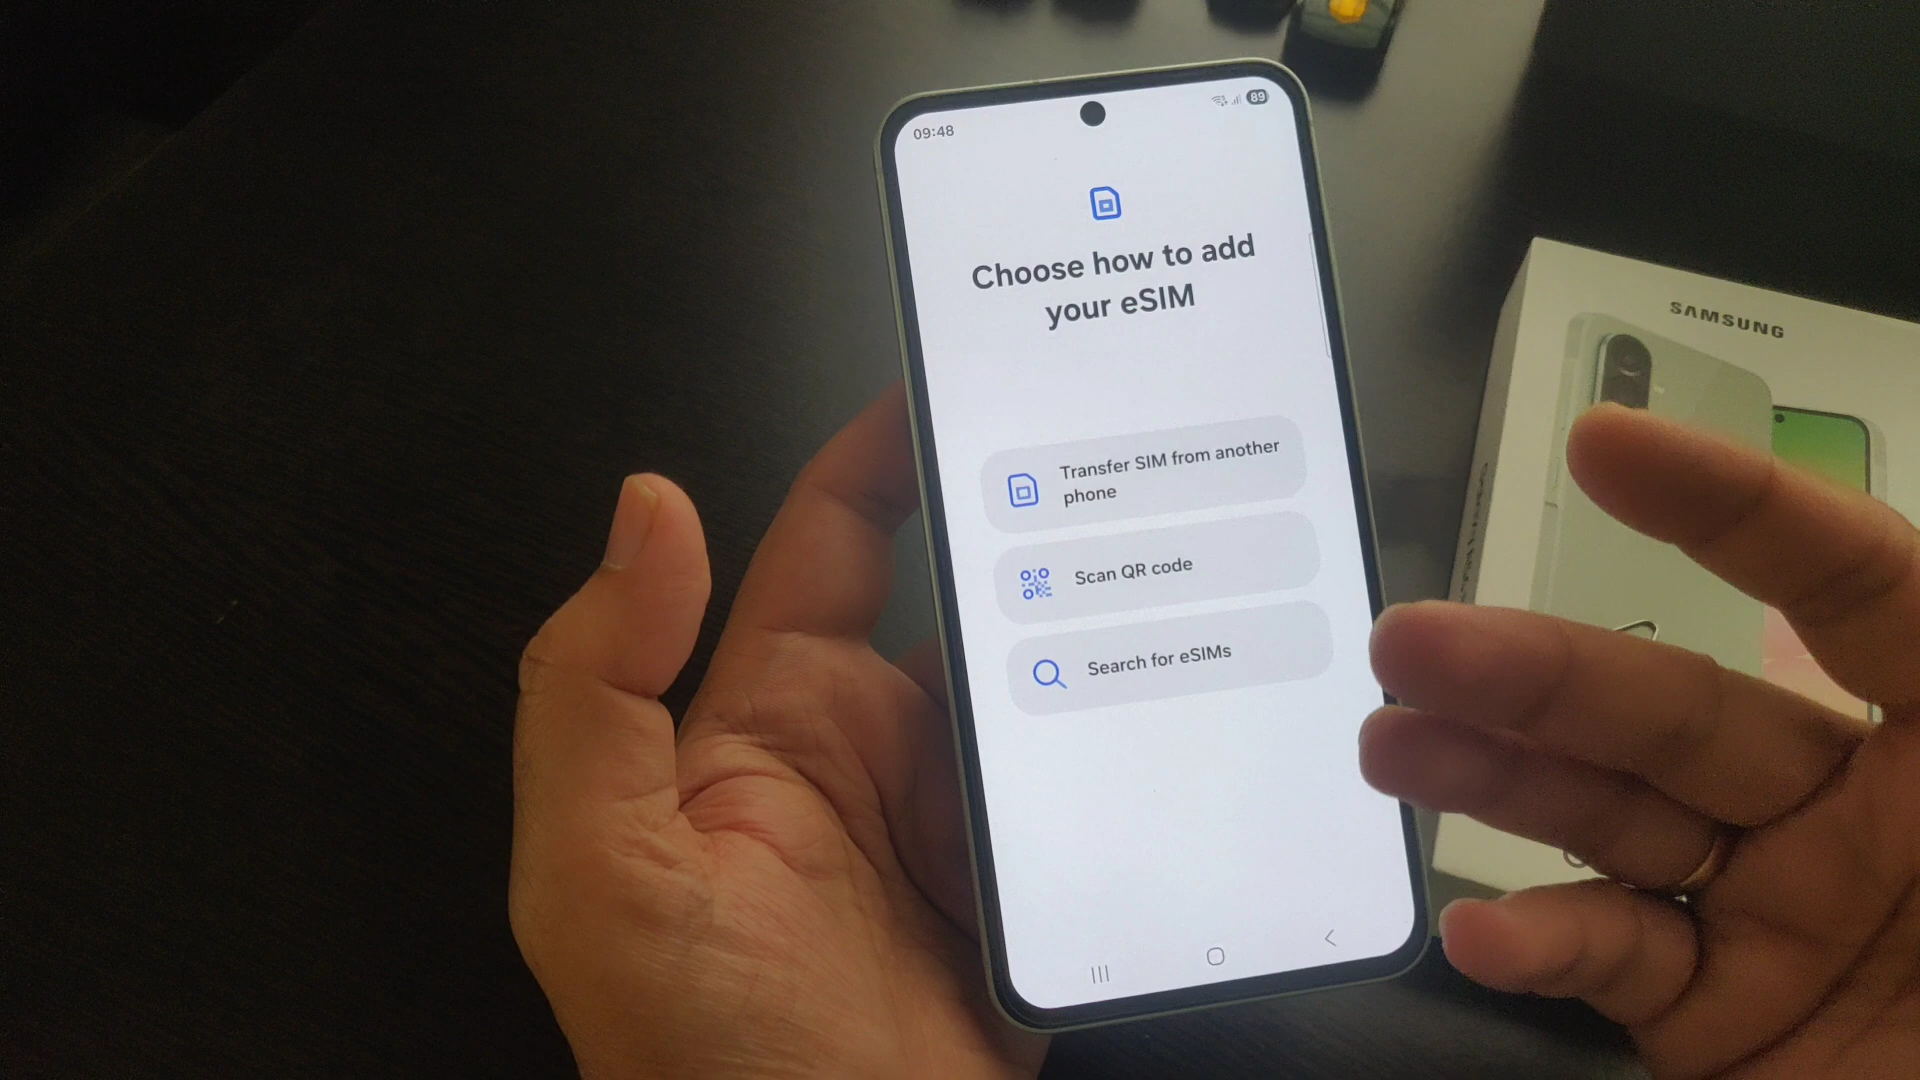 09:48
89
Choose how to add
your eSIM
Transfer SIM from another
phone
Scan QR code
Search for eSIMs
SAMSUNG